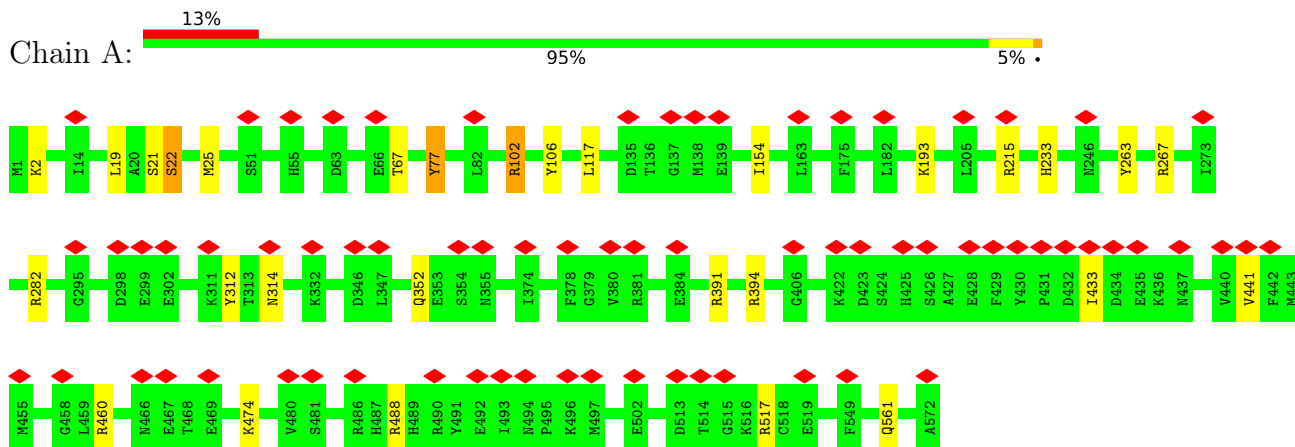 13%
Chain A:
95% 5% •
M1 K2 I14 L19 A20 S21 S22 M25 S51 H55 D63 E66 T67 Y77 L82 R102 Y106 L117 D135 T136 G137 M138 E139 I154 L163 F175 L182 K193 L205 R215 H233 N246 Y263 R267 I273
R282 G295 D298 E299 E302 K311 Y312 T313 N314 K332 D346 L347 Q352 E353 S354 N355 I374 F378 G379 V380 R381 E384 R391 R394 G406 K422 D423 S424 H425 S426 A427 E428 F429 Y430 P431 D432 I433 D434 E435 K436 N437 V440 V441 F442 M443
M455 G458 L459 R460 N466 E467 T468 E469 K474 V480 S481 R486 H487 R488 H489 R490 Y491 E492 I493 N494 P495 K496 M497 E502 D513 T514 G515 K516 R517 C518 E519 F549 Q561 A572